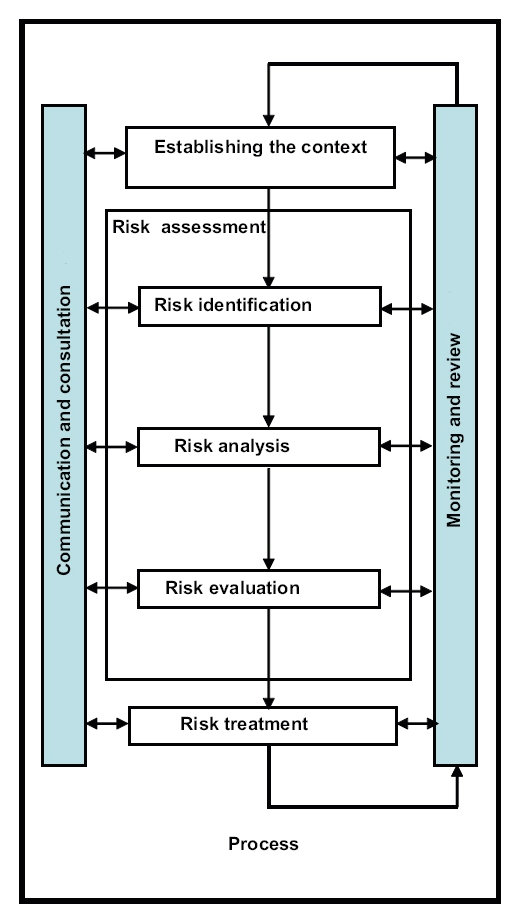 Establishing the context
Risk assessment
Risk identification
Risk analysis
Risk evaluation
Risk treatment
Communication and consultation
Monitoring and review
Process